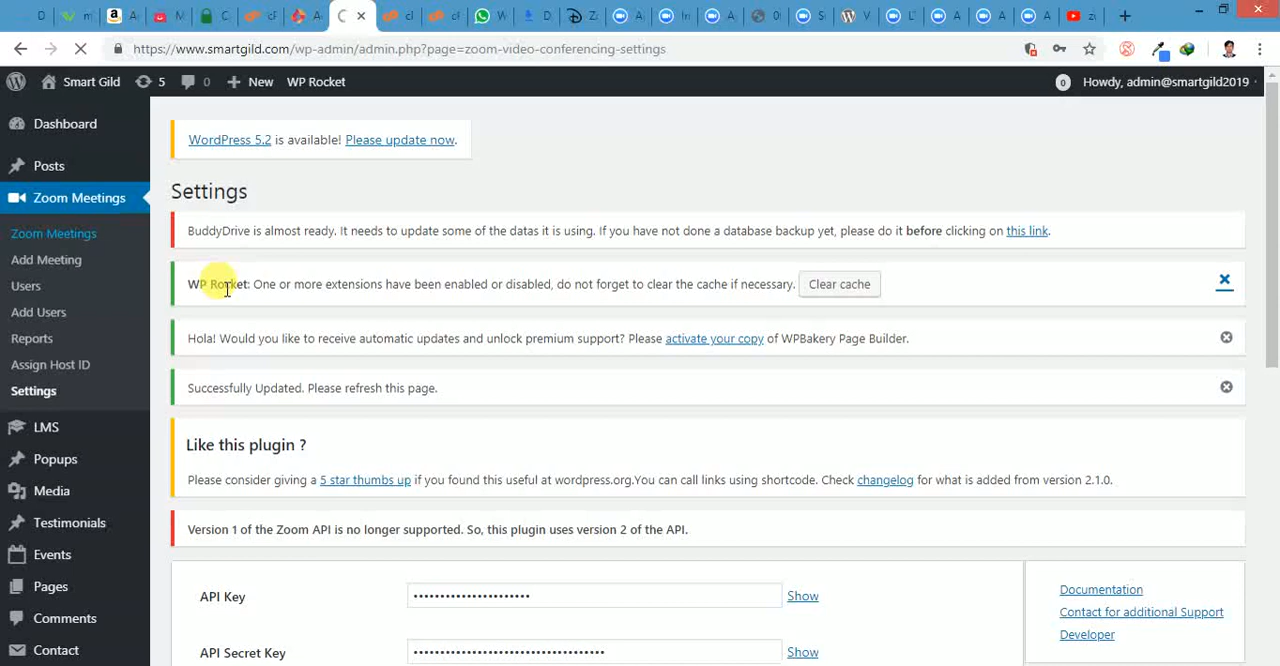 https://www.smartgild.com/wp-admin/admin.php?page=zoom-video-conferencing-settings
Smart Gild 5 0 New WP Rocket 0 Howdy, admin@smartgild2019
Dashboard
Posts
Zoom Meetings
Zoom Meetings
Add Meeting
Users
Add Users
Reports
Assign Host ID
Settings
LMS
Popups
Media
Testimonials
Events
Pages
Comments
Contact
WordPress 5.2 is available! Please update now.
Settings
BuddyDrive is almost ready. It needs to update some of the datas it is using. If you have not done a database backup yet, please do it before clicking on this link.
WP Rocket: One or more extensions have been enabled or disabled, do not forget to clear the cache if necessary. Clear cache
Hola! Would you like to receive automatic updates and unlock premium support? Please activate your copy of WPBakery Page Builder.
Successfully Updated. Please refresh this page.
Like this plugin ?
Please consider giving a 5 star thumbs up if you found this useful at wordpress.org.You can call links using shortcode. Check changelog for what is added from version 2.1.0.
Version 1 of the Zoom API is no longer supported. So, this plugin uses version 2 of the API.
API Key Show
API Secret Key Show
Documentation
Contact for additional Support
Developer